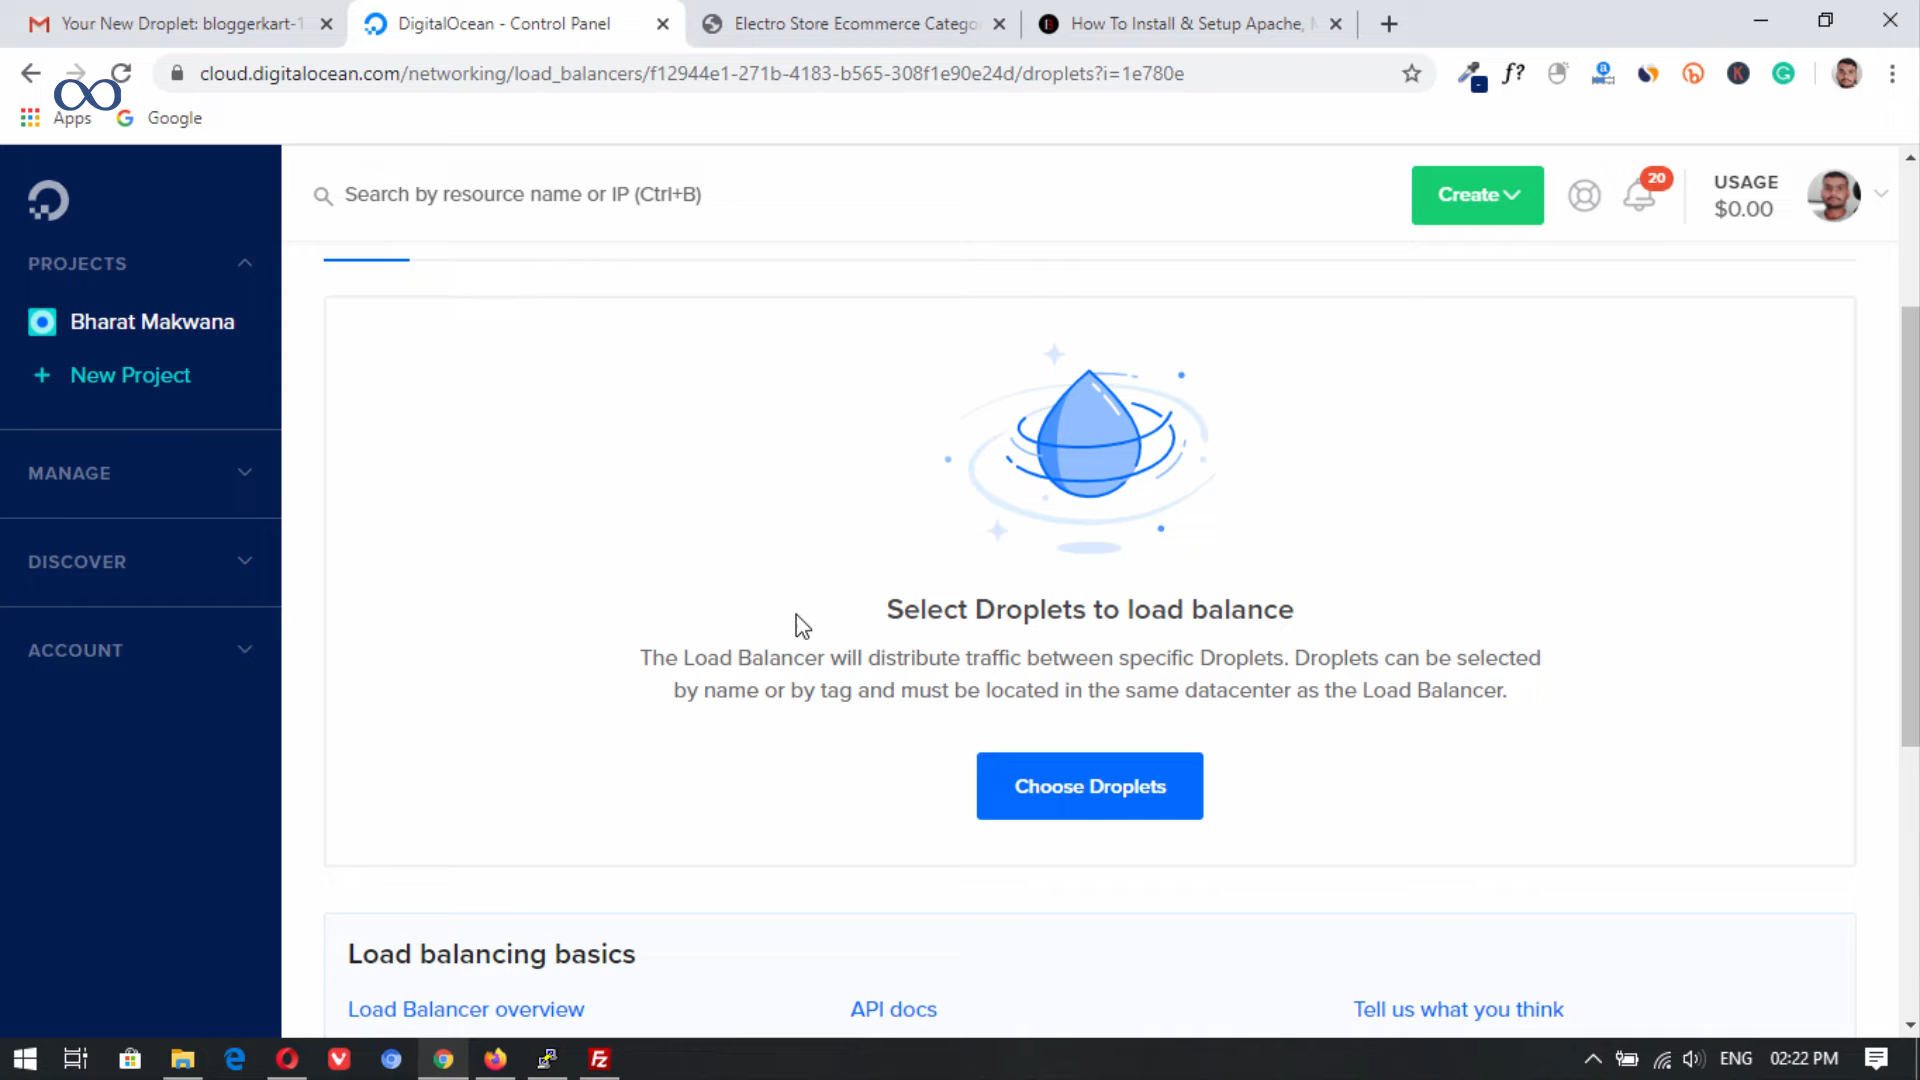 Your New Droplet: bloggerkart-1
DigitalOcean - Control Panel
Electro Store Ecommerce Catego
How To Install & Setup Apache,
cloud.digitalocean.com/networking/load_balancers/f12944e1-271b-4183-b565-308f1e90e24d/droplets?i=1e780e
f?
Apps
Google
Search by resource name or IP (Ctrl+B)
Create
20
USAGE
$0.00
PROJECTS
Bharat Makwana
+ New Project
MANAGE
DISCOVER
ACCOUNT
Select Droplets to load balance
The Load Balancer will distribute traffic between specific Droplets. Droplets can be selected
by name or by tag and must be located in the same datacenter as the Load Balancer.
Choose Droplets
Load balancing basics
Load Balancer overview
API docs
Tell us what you think
ENG
02:22 PM